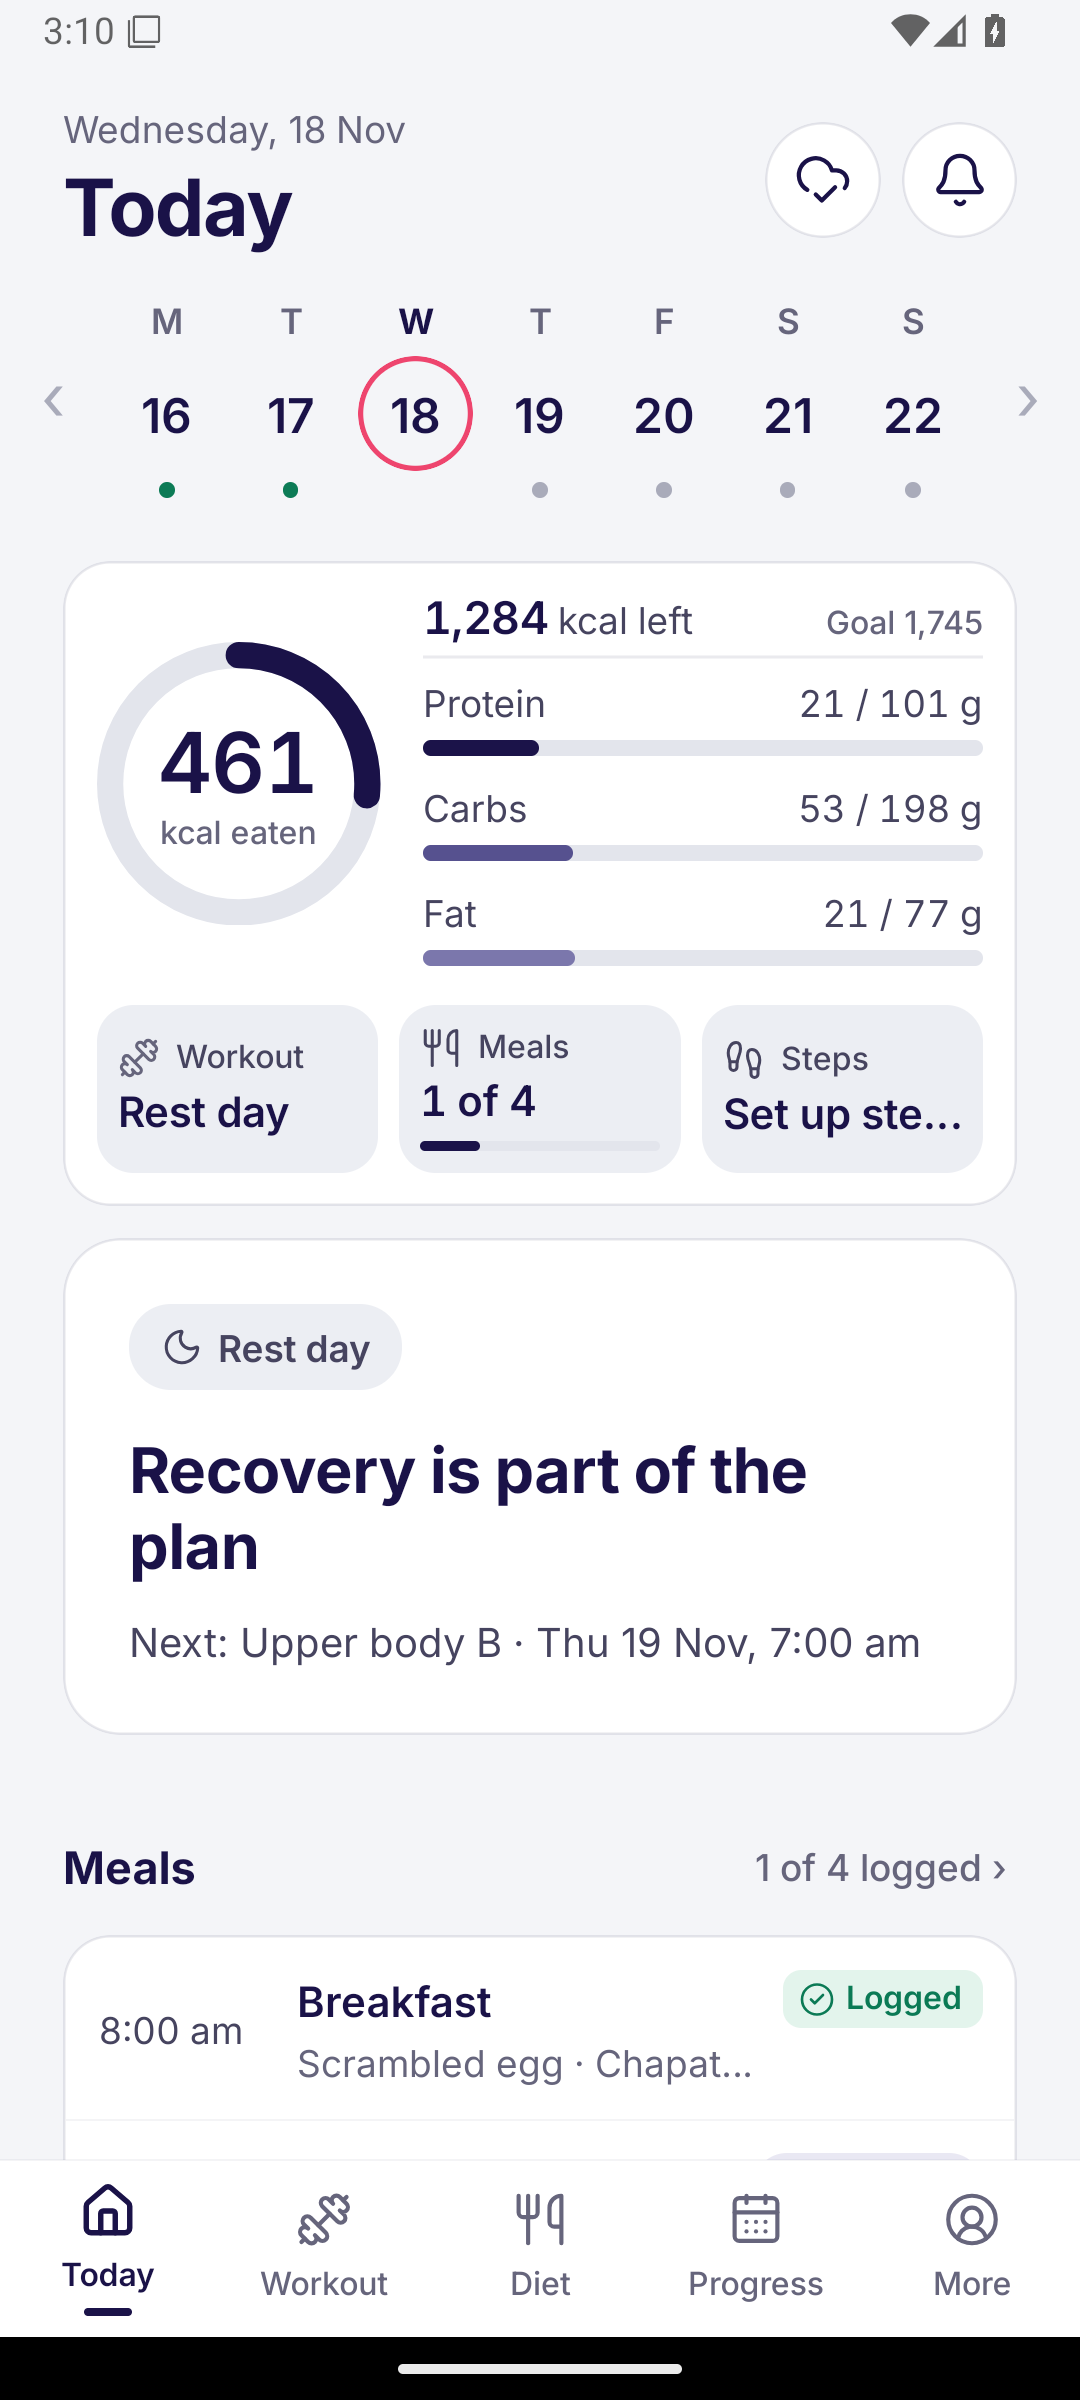 3:10
Wednesday, 18 Nov
Today
M T W T F S S
16 17 18 19 20 21 22
1,284 kcal left Goal 1,745
461
kcal eaten
Protein 21 / 101 g
Carbs 53 / 198 g
Fat 21 / 77 g
Workout
Rest day
Meals
1 of 4
Steps
Set up ste...
Rest day
Recovery is part of the
plan
Next: Upper body B · Thu 19 Nov, 7:00 am
Meals 1 of 4 logged ›
8:00 am
Breakfast
Logged
Scrambled egg · Chapat...
Today Workout Diet Progress More